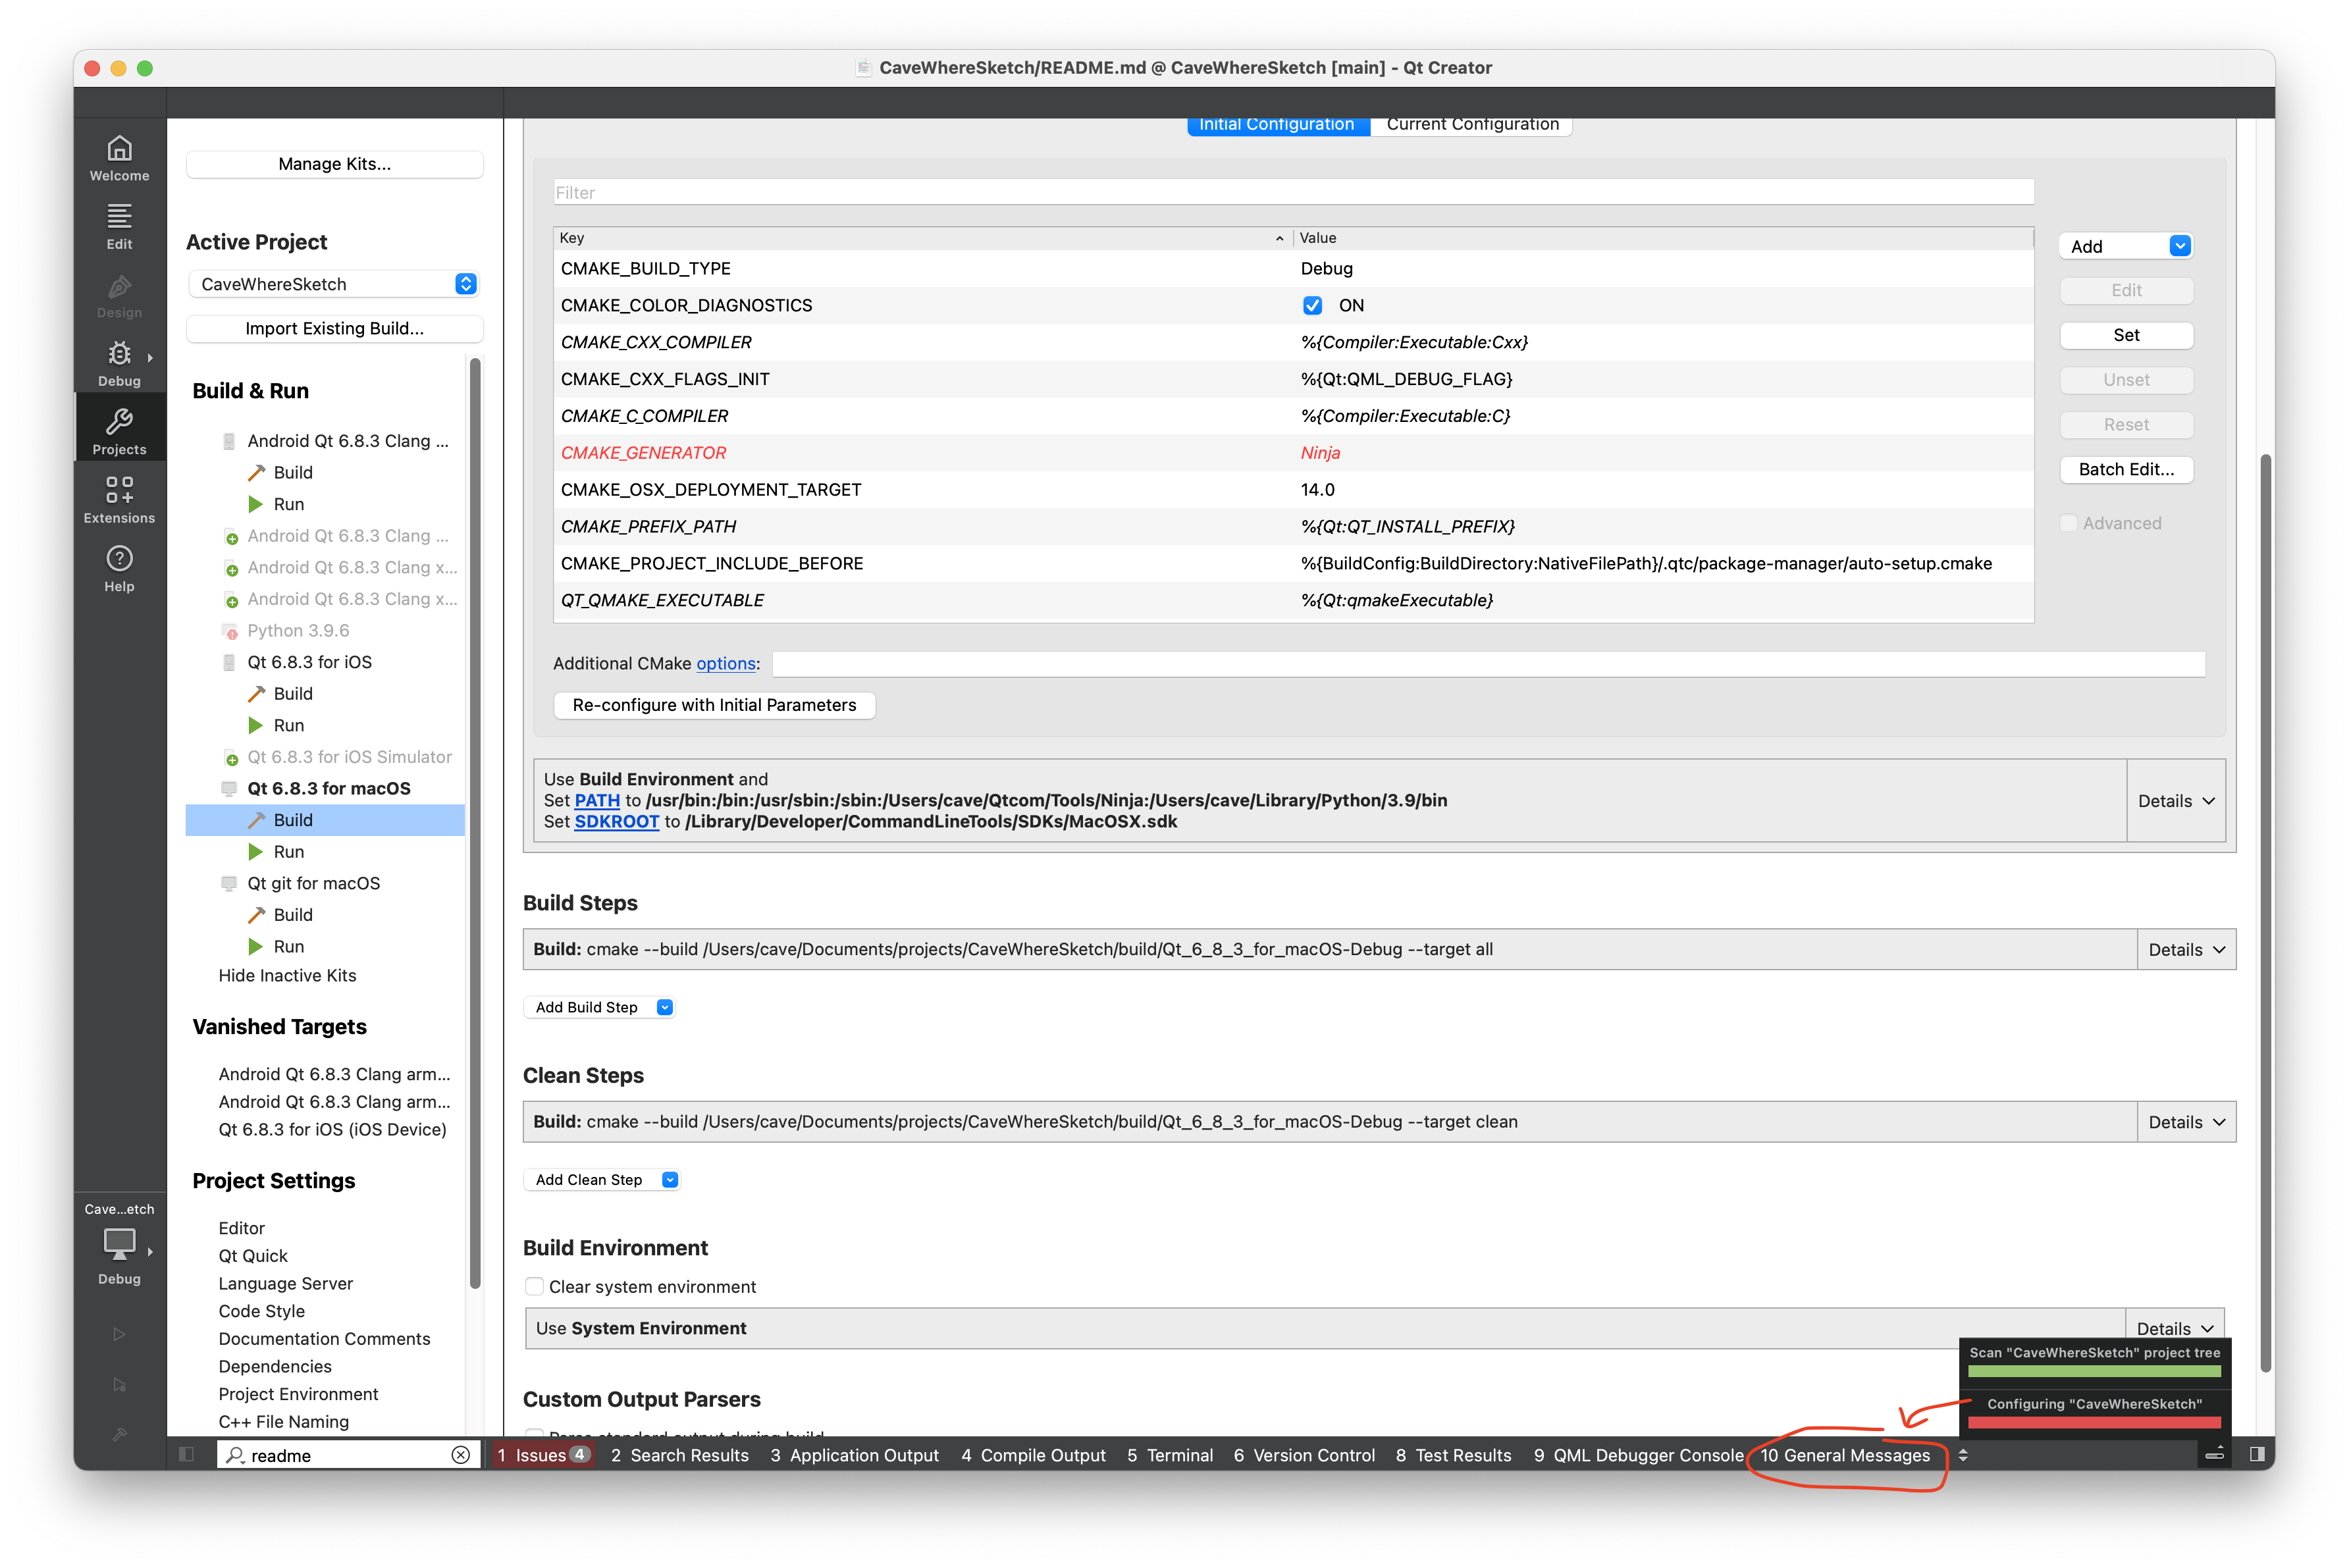 CaveWhereSketch/README.md @ CaveWhereSketch [main] - Qt Creator
Welcome
Edit
Design
Debug
Projects
Extensions
Help
Cave...etch
Debug
Manage Kits...
Active Project
CaveWhereSketch
Import Existing Build...
Build & Run
Android Qt 6.8.3 Clang ...
Build
Run
Android Qt 6.8.3 Clang ...
Android Qt 6.8.3 Clang x...
Android Qt 6.8.3 Clang x...
Python 3.9.6
Qt 6.8.3 for iOS
Build
Run
Qt 6.8.3 for iOS Simulator
Qt 6.8.3 for macOS
Build
Run
Qt git for macOS
Build
Run
Hide Inactive Kits
Vanished Targets
Android Qt 6.8.3 Clang arm...
Android Qt 6.8.3 Clang arm...
Qt 6.8.3 for iOS (iOS Device)
Project Settings
Editor
Qt Quick
Language Server
Code Style
Documentation Comments
Dependencies
Project Environment
C++ File Naming
Initial Configuration Current Configuration
Filter
Key Value
CMAKE_BUILD_TYPE Debug
CMAKE_COLOR_DIAGNOSTICS ON
CMAKE_CXX_COMPILER %{Compiler:Executable:Cxx}
CMAKE_CXX_FLAGS_INIT %{Qt:QML_DEBUG_FLAG}
CMAKE_C_COMPILER %{Compiler:Executable:C}
CMAKE_GENERATOR Ninja
CMAKE_OSX_DEPLOYMENT_TARGET 14.0
CMAKE_PREFIX_PATH %{Qt:QT_INSTALL_PREFIX}
CMAKE_PROJECT_INCLUDE_BEFORE %{BuildConfig:BuildDirectory:NativeFilePath}/.qtc/package-manager/auto-setup.cmake
QT_QMAKE_EXECUTABLE %{Qt:qmakeExecutable}
Add
Edit
Set
Unset
Reset
Batch Edit...
Advanced
Additional CMake options:
Re-configure with Initial Parameters
Use Build Environment and
Set PATH to /usr/bin:/bin:/usr/sbin:/sbin:/Users/cave/Qtcom/Tools/Ninja:/Users/cave/Library/Python/3.9/bin
Set SDKROOT to /Library/Developer/CommandLineTools/SDKs/MacOSX.sdk
Details
Build Steps
Build: cmake --build /Users/cave/Documents/projects/CaveWhereSketch/build/Qt_6_8_3_for_macOS-Debug --target all Details
Add Build Step
Clean Steps
Build: cmake --build /Users/cave/Documents/projects/CaveWhereSketch/build/Qt_6_8_3_for_macOS-Debug --target clean Details
Add Clean Step
Build Environment
Clear system environment
Use System Environment Details
Custom Output Parsers
Parse standard output during build
Scan "CaveWhereSketch" project tree
Configuring "CaveWhereSketch"
readme 1 Issues 4 2 Search Results 3 Application Output 4 Compile Output 5 Terminal 6 Version Control 8 Test Results 9 QML Debugger Console 10 General Messages